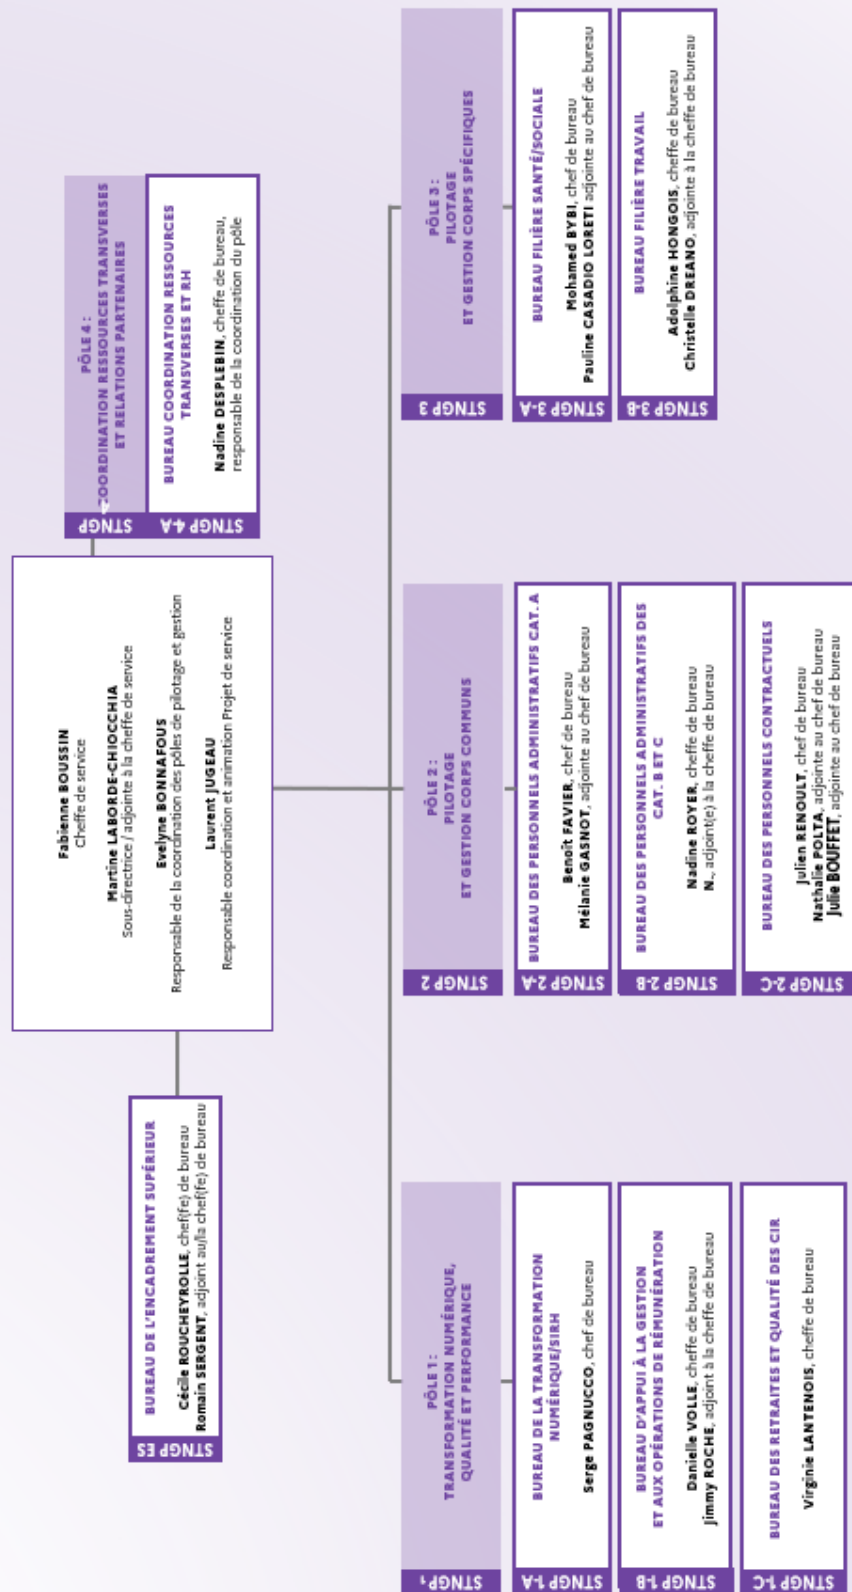 Fabienne BOUSSIN
Cheffe de service
Martine LABORDE-CHIOCCHIA
Sous-directrice / adjointe à la cheffe de service
Evelyne BONNAFOUS
Responsable de la coordination des pôles de pilotage et gestion
Laurent JUGEAU
Responsable coordination et animation Projet de service
STNGP ES
BUREAU DE L'ENCADREMENT SUPÉRIEUR
Cécile ROUCHEYROLLE, chef(fe) de bureau
Romain SERGENT, adjoint au/la chef(fe) de bureau
STNGP
PÔLE 4 :
COORDINATION RESSOURCES TRANSVERSES
ET RELATIONS PARTENAIRES
STNGP 4-A
BUREAU COORDINATION RESSOURCES
TRANSVERSES ET RH
Nadine DESPLEBIN, cheffe de bureau,
responsable de la coordination du pôle
STNGP1
PÔLE 1 :
TRANSFORMATION NUMÉRIQUE,
QUALITÉ ET PERFORMANCE
STNGP 1-A
BUREAU DE LA TRANSFORMATION
NUMÉRIQUE/SIRH
Serge PAGNUCCO, chef de bureau
STNGP 1-B
BUREAU D'APPUI À LA GESTION
ET AUX OPÉRATIONS DE RÉMUNÉRATION
Danielle VOLLE, cheffe de bureau
Jimmy ROCHE, adjoint à la cheffe de bureau
STNGP 1-C
BUREAU DES RETRAITES ET QUALITÉ DES CIR
Virginie LANTENOIS, cheffe de bureau
STNGP 2
PÔLE 2 :
PILOTAGE
ET GESTION CORPS COMMUNS
STNGP 2-A
BUREAU DES PERSONNELS ADMINISTRATIFS CAT. A
Benoît FAVIER, chef de bureau
Mélanie GASNOT, adjointe au chef de bureau
STNGP 2-B
BUREAU DES PERSONNELS ADMINISTRATIFS DES
CAT. B ET C
Nadine ROYER, cheffe de bureau
N., adjoint(e) à la cheffe de bureau
STNGP 2-C
BUREAU DES PERSONNELS CONTRACTUELS
Julien RENOULT, chef de bureau
Nathalie POLTA, adjointe au chef de bureau
Julie BOUFFET, adjointe au chef de bureau
STNGP 3
PÔLE 3 :
PILOTAGE
ET GESTION CORPS SPÉCIFIQUES
STNGP 3-A
BUREAU FILIÈRE SANTÉ/SOCIALE
Mohamed BYBI, chef de bureau
Pauline CASADIO LORETI adjointe au chef de bureau
STNGP 3-B
BUREAU FILIÈRE TRAVAIL
Adolphine HONGOIS, cheffe de bureau
Christelle DREANO, adjointe à la cheffe de bureau